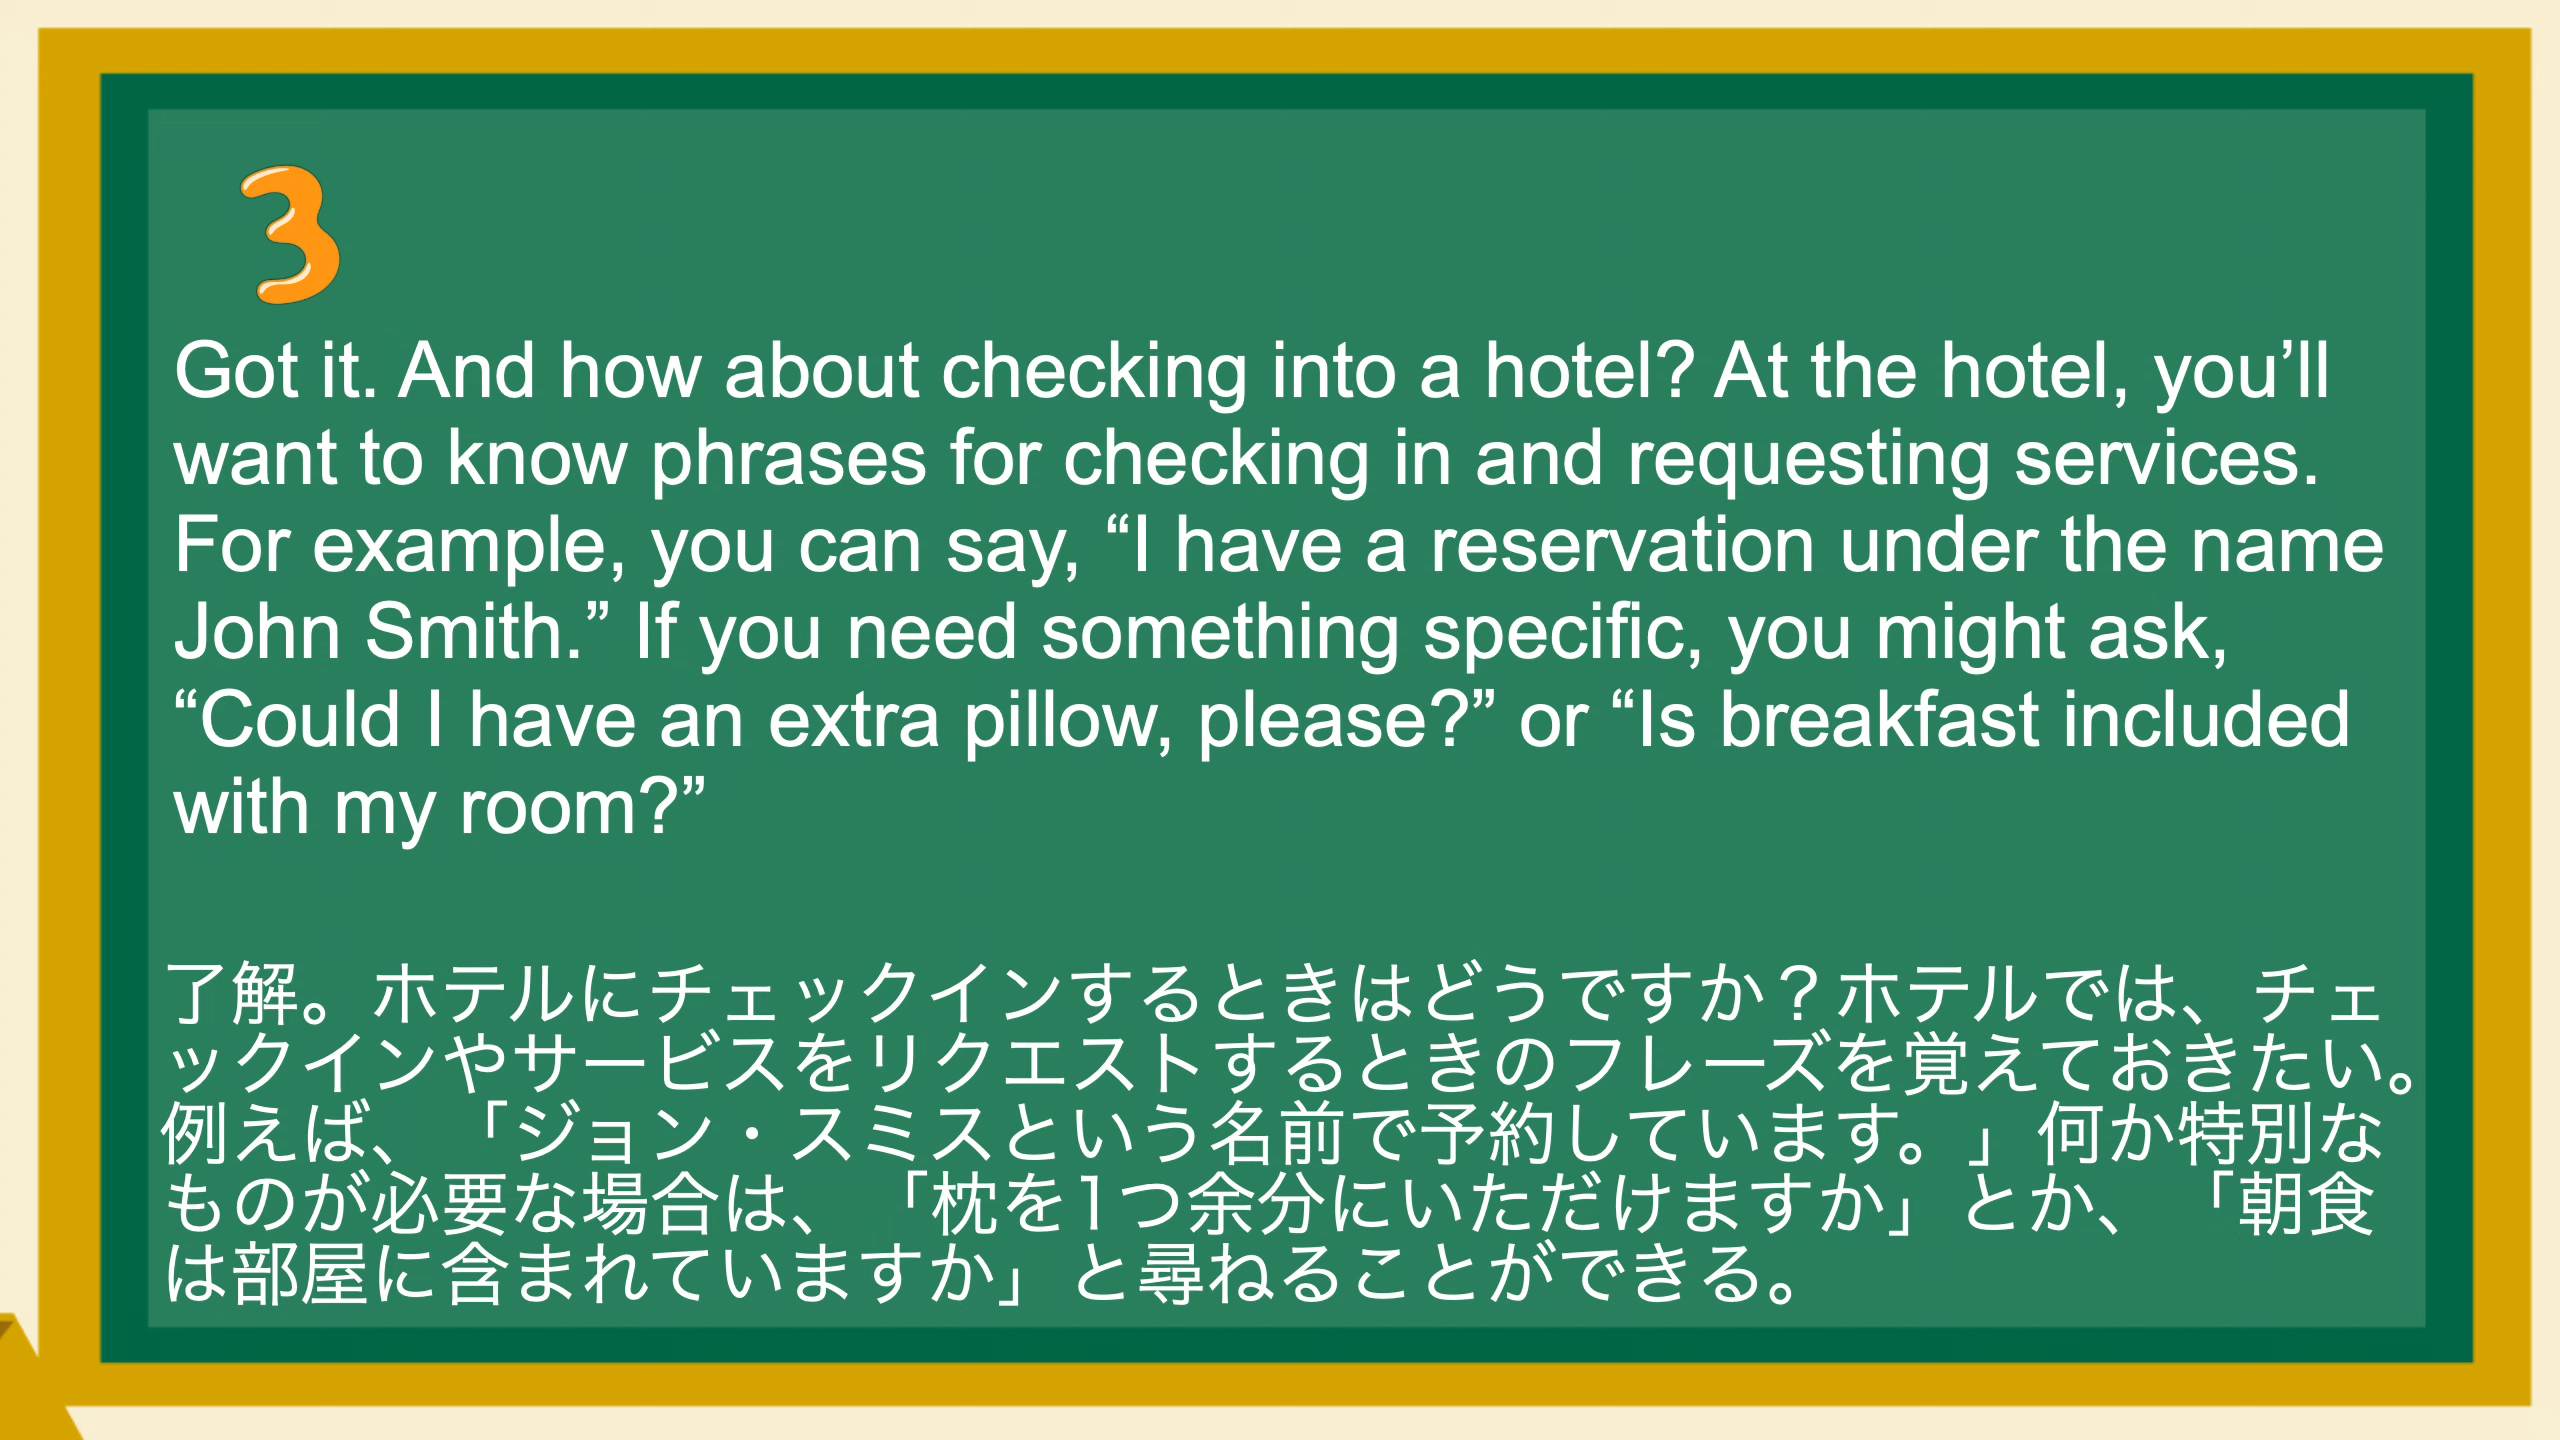 3
Got it. And how about checking into a hotel? At the hotel, you’ll
want to know phrases for checking in and requesting services.
For example, you can say, “I have a reservation under the name
John Smith.” If you need something specific, you might ask,
“Could I have an extra pillow, please?” or “Is breakfast included
with my room?”
了解。ホテルにチェックインするときはどうですか？ホテルでは、チェ
ックインやサービスをリクエストするときのフレーズを覚えておきたい。
例えば、「ジョン・スミスという名前で予約しています。」何か特別な
ものが必要な場合は、「枕を1つ余分にいただけますか」とか、「朝食
は部屋に含まれていますか」と尋ねることができる。